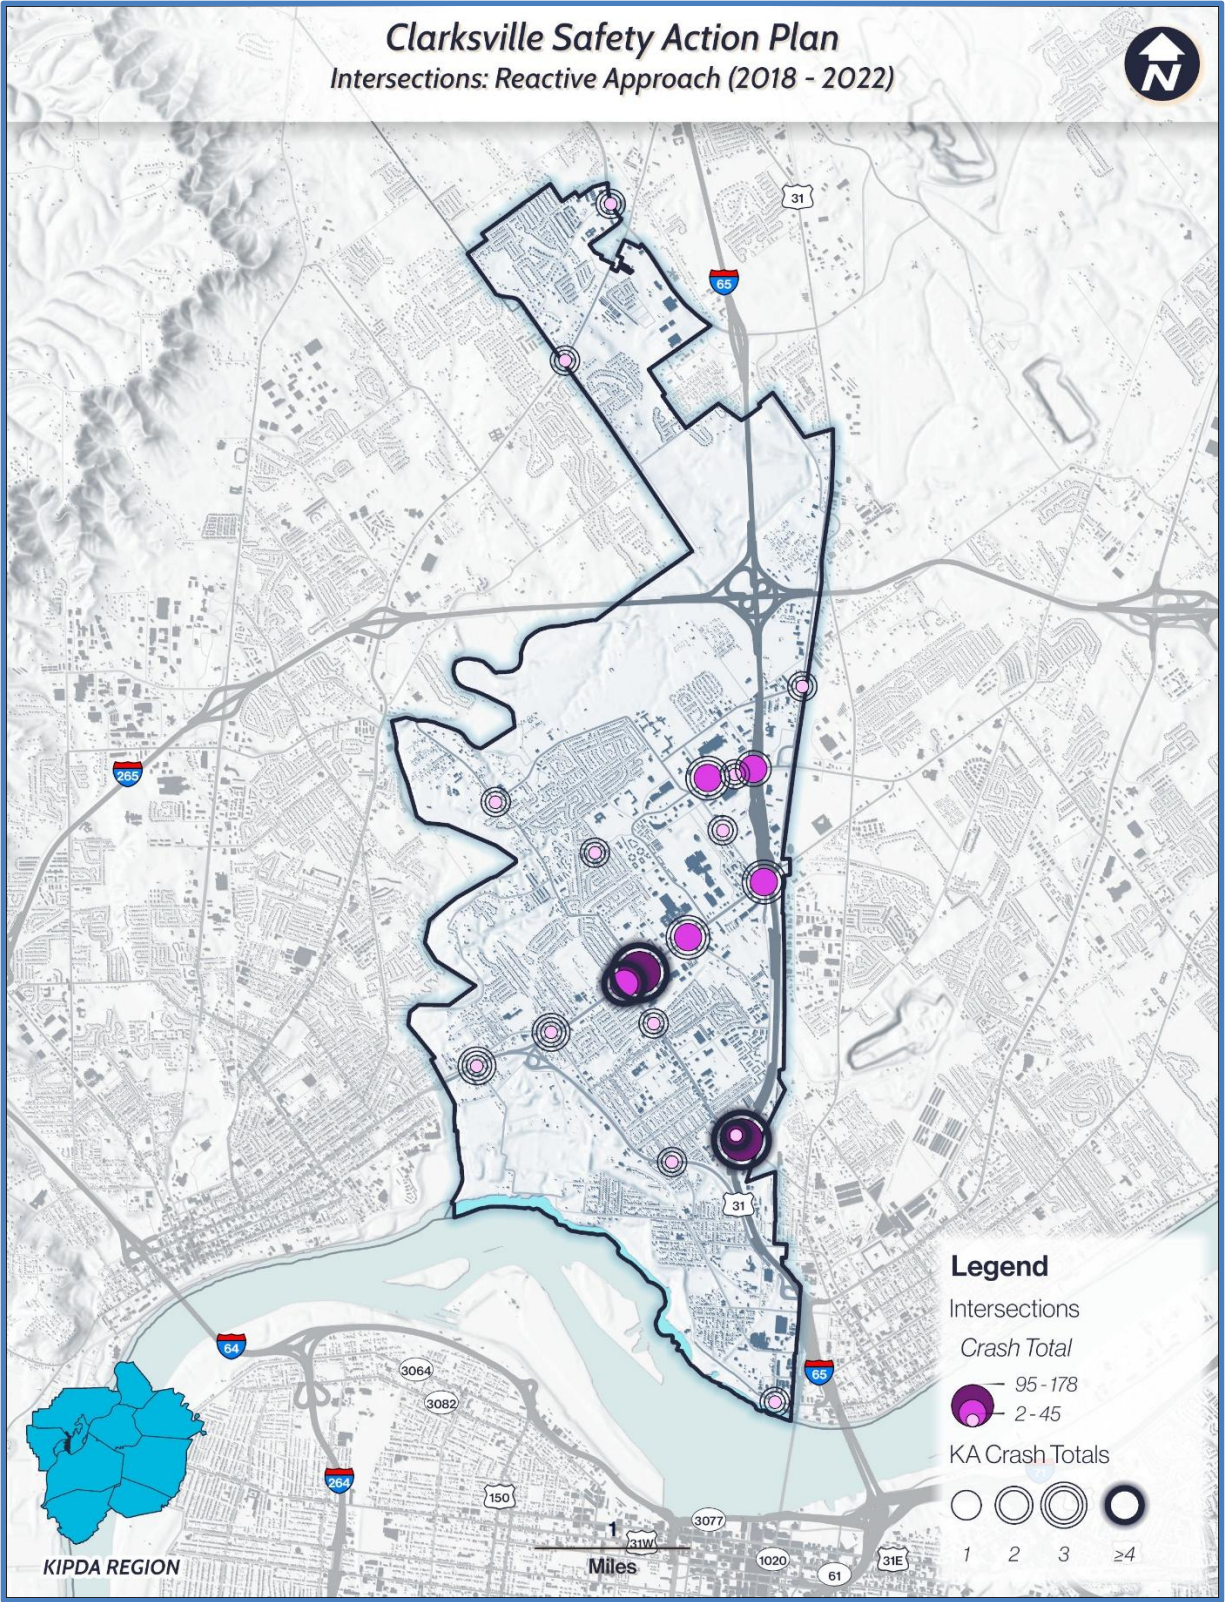 Clarksville Safety Action Plan
Intersections: Reactive Approach (2018 - 2022)
N
31
65
265
31
64
65
3064
3082
264
150
3077
31W
1020
61
31E
1
Miles
KIPDA REGION
Legend
Intersections
Crash Total
95 - 178
2 - 45
KA Crash Totals
1 2 3 ≥4